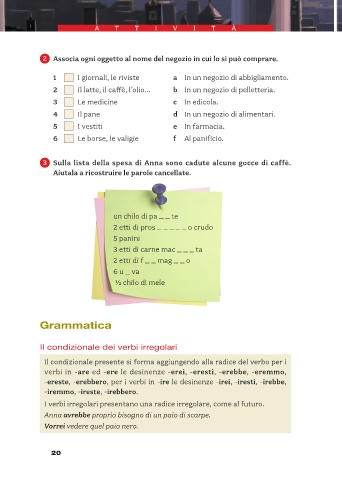 ATTIVITÀ
2 Associa ogni oggetto al nome del negozio in cui lo si può comprare.
1 I giornali, le riviste
2 Il latte, il caffè, l'olio...
3 Le medicine
4 Il pane
5 I vestiti
6 Le borse, le valigie
a In un negozio di abbigliamento.
b In un negozio di pelletteria.
c In edicola.
d In un negozio di alimentari.
e In farmacia.
f Al panificio.
3 Sulla lista della spesa di Anna sono cadute alcune gocce di caffè.
Aiutala a ricostruire le parole cancellate.
un chilo di pa _ _ te
2 etti di pros _ _ _ _ _ o crudo
5 panini
3 etti di carne mac _ _ _ ta
2 etti di f _ _ mag _ _ o
6 u _ va
½ chilo di mele
Grammatica
Il condizionale dei verbi irregolari
Il condizionale presente si forma aggiungendo alla radice del verbo per i
verbi in -are ed -ere le desinenze -erei, -eresti, -erebbe, -eremmo,
-ereste, -erebbero, per i verbi in -ire le desinenze -irei, -iresti, -irebbe,
-iremmo, -ireste, -irebbero.
I verbi irregolari presentano una radice irregolare, come al futuro.
Anna avrebbe proprio bisogno di un paio di scarpe.
Vorrei vedere quel paio nero.
20